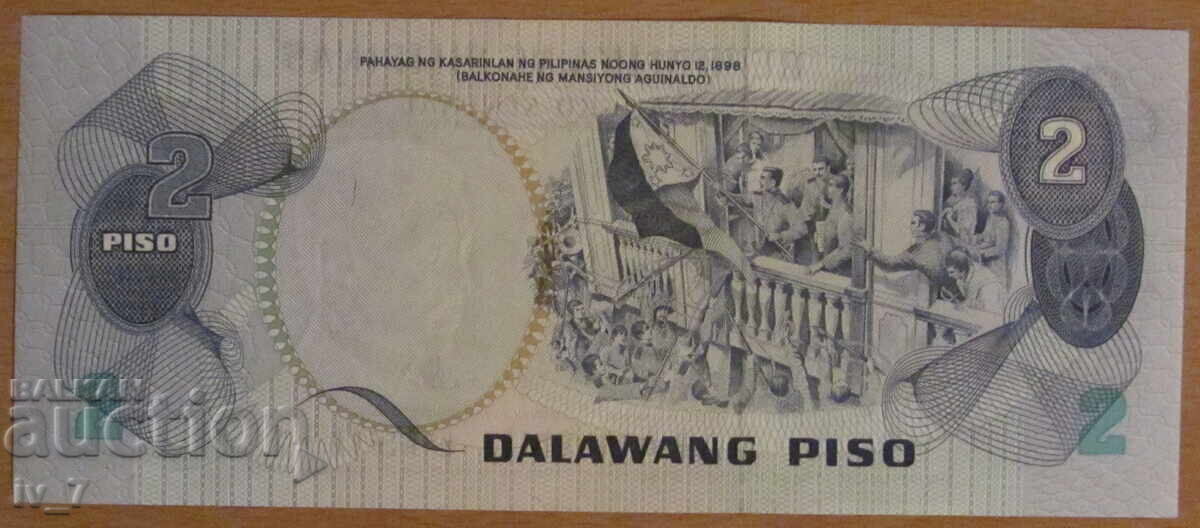 PAHAYAG NG KASARINLAN NG PILIPINAS NOONG HUNYO 12, 1898
(BALKONAHE NG MANSIYONG AGUINALDO)
2
PISO
2
2
DALAWANG PISO
BALKAN
auction
iv_7